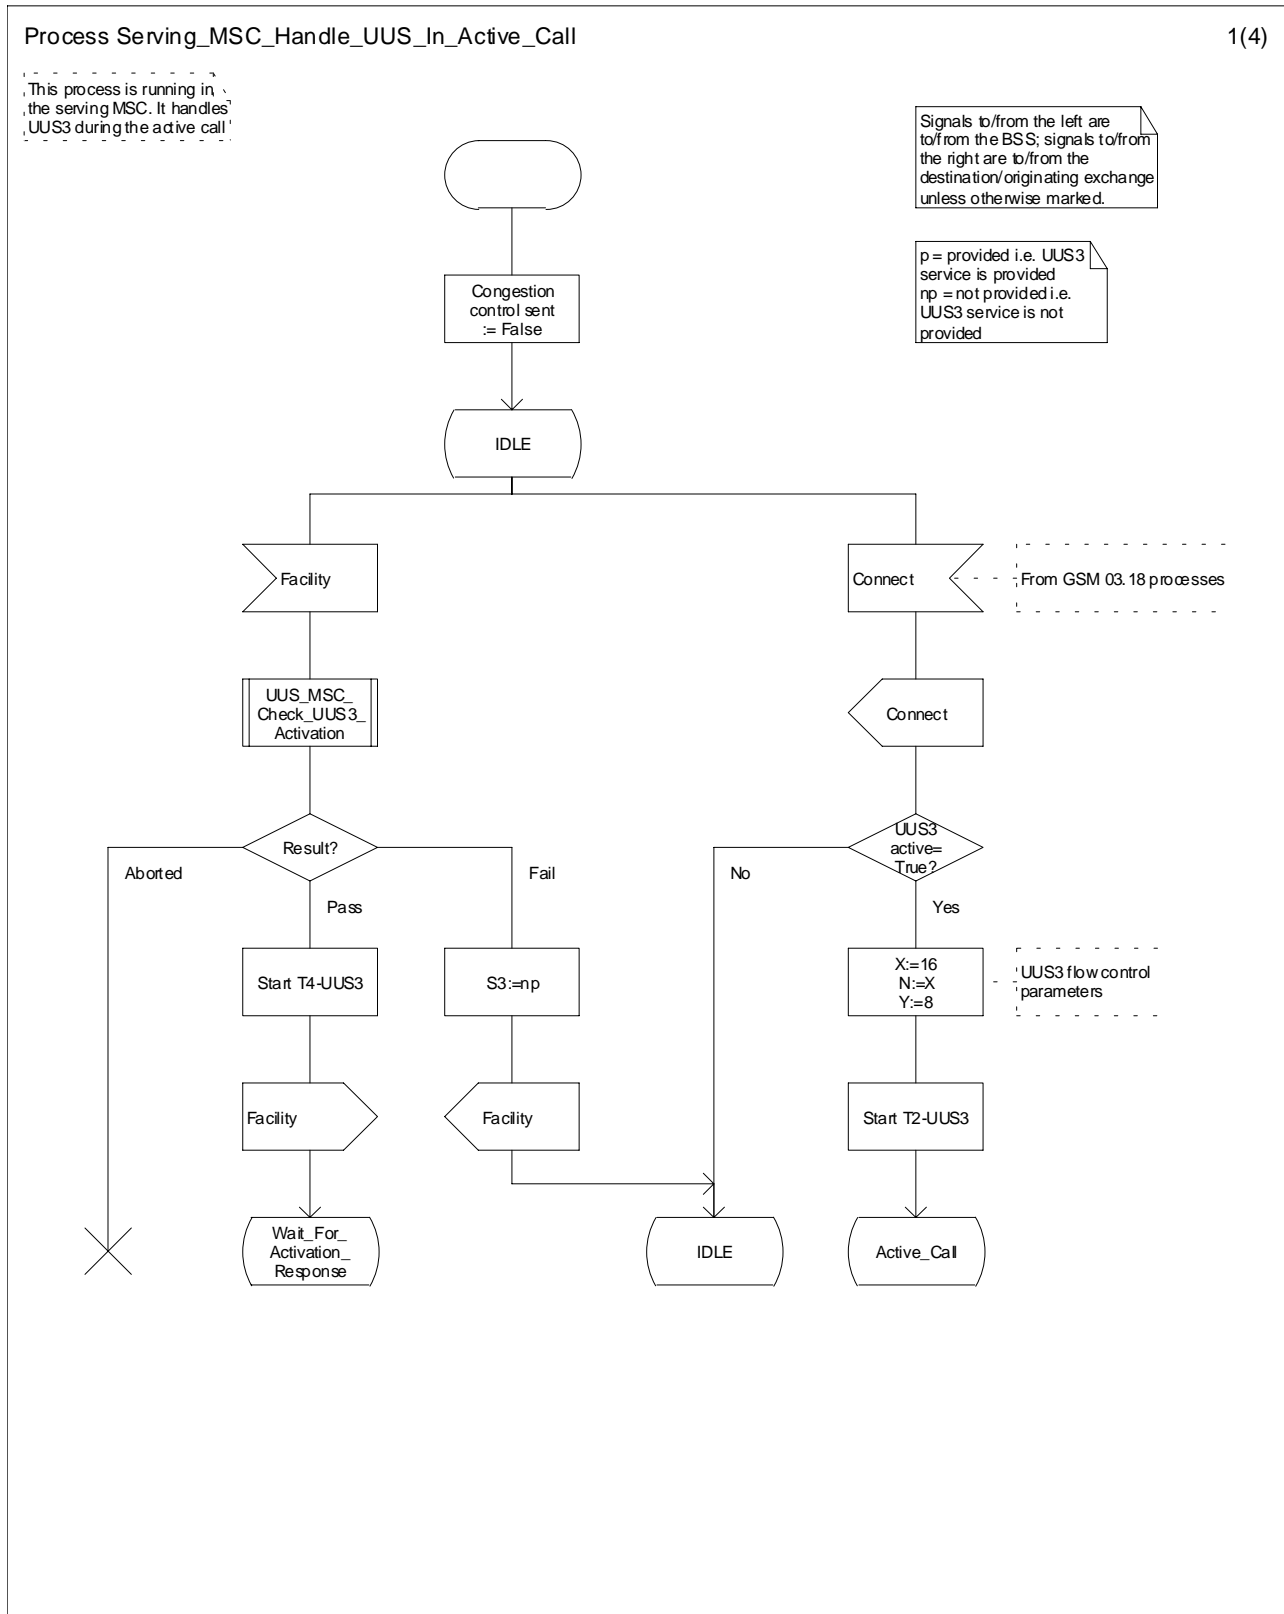 Process Serving_MSC_Handle_UUS_In_Active_Call
1(4)
This process is running in
the serving MSC. It handles
UUS3 during the active call
Signals to/from the left are
to/from the BSS; signals to/from
the right are to/from the
destination/originating exchange
unless otherwise marked.
p = provided i.e. UUS3
service is provided
np = not provided i.e.
UUS3 service is not
provided
Congestion
control sent
:= False
IDLE
Facility
Connect
From GSM 03.18 processes
UUS_MSC_
Check_UUS3_
Activation
Connect
Result?
UUS3
active=
True?
Aborted
Fail
No
Pass
Yes
Start T4-UUS3
S3:=np
X:=16
N:=X
Y:=8
UUS3 flow control
parameters
Facility
Facility
Start T2-UUS3
Wait_For_
Activation_
Response
IDLE
Active_Call